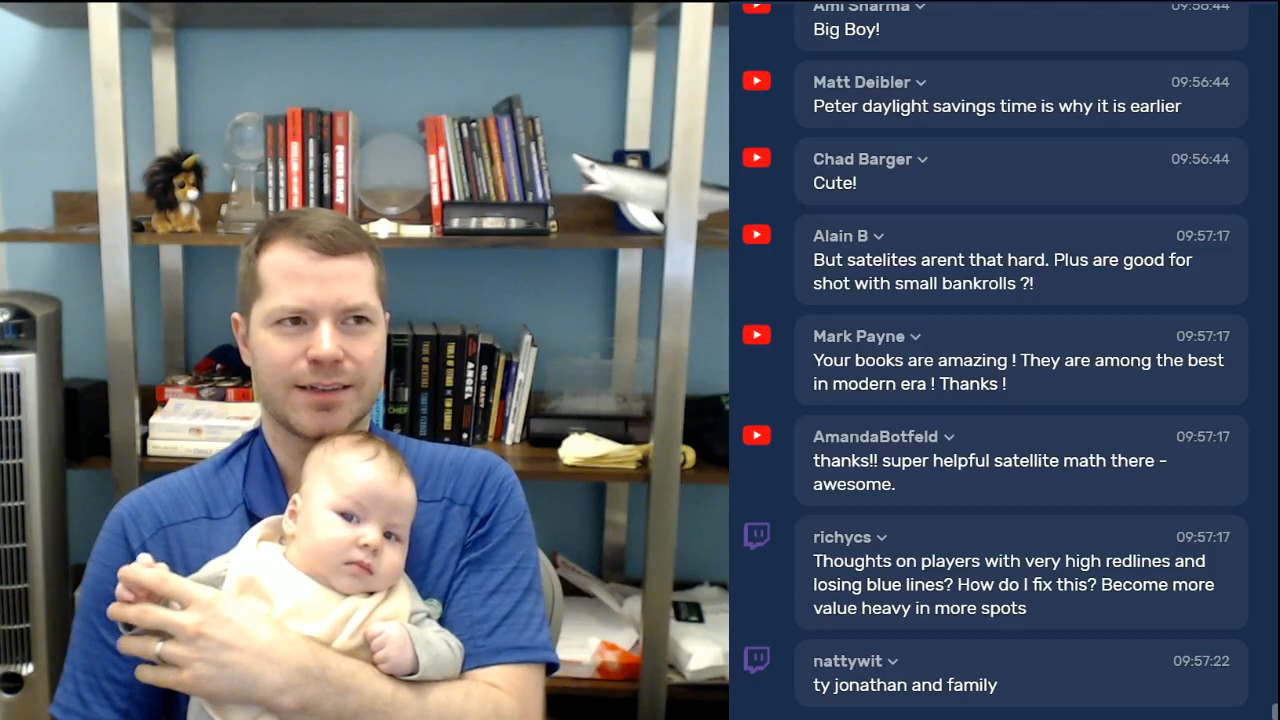 Ami Sharma
09:56:44
Big Boy!
Matt Deibler
09:56:44
Peter daylight savings time is why it is earlier
Chad Barger
09:56:44
Cute!
Alain B
09:57:17
But satelites arent that hard. Plus are good for
shot with small bankrolls ?!
Mark Payne
09:57:17
Your books are amazing ! They are among the best
in modern era ! Thanks !
AmandaBotfeld
09:57:17
thanks!! super helpful satellite math there -
awesome.
richycs
09:57:17
Thoughts on players with very high redlines and
losing blue lines? How do I fix this? Become more
value heavy in more spots
nattywit
09:57:22
ty jonathan and family
ANGEL